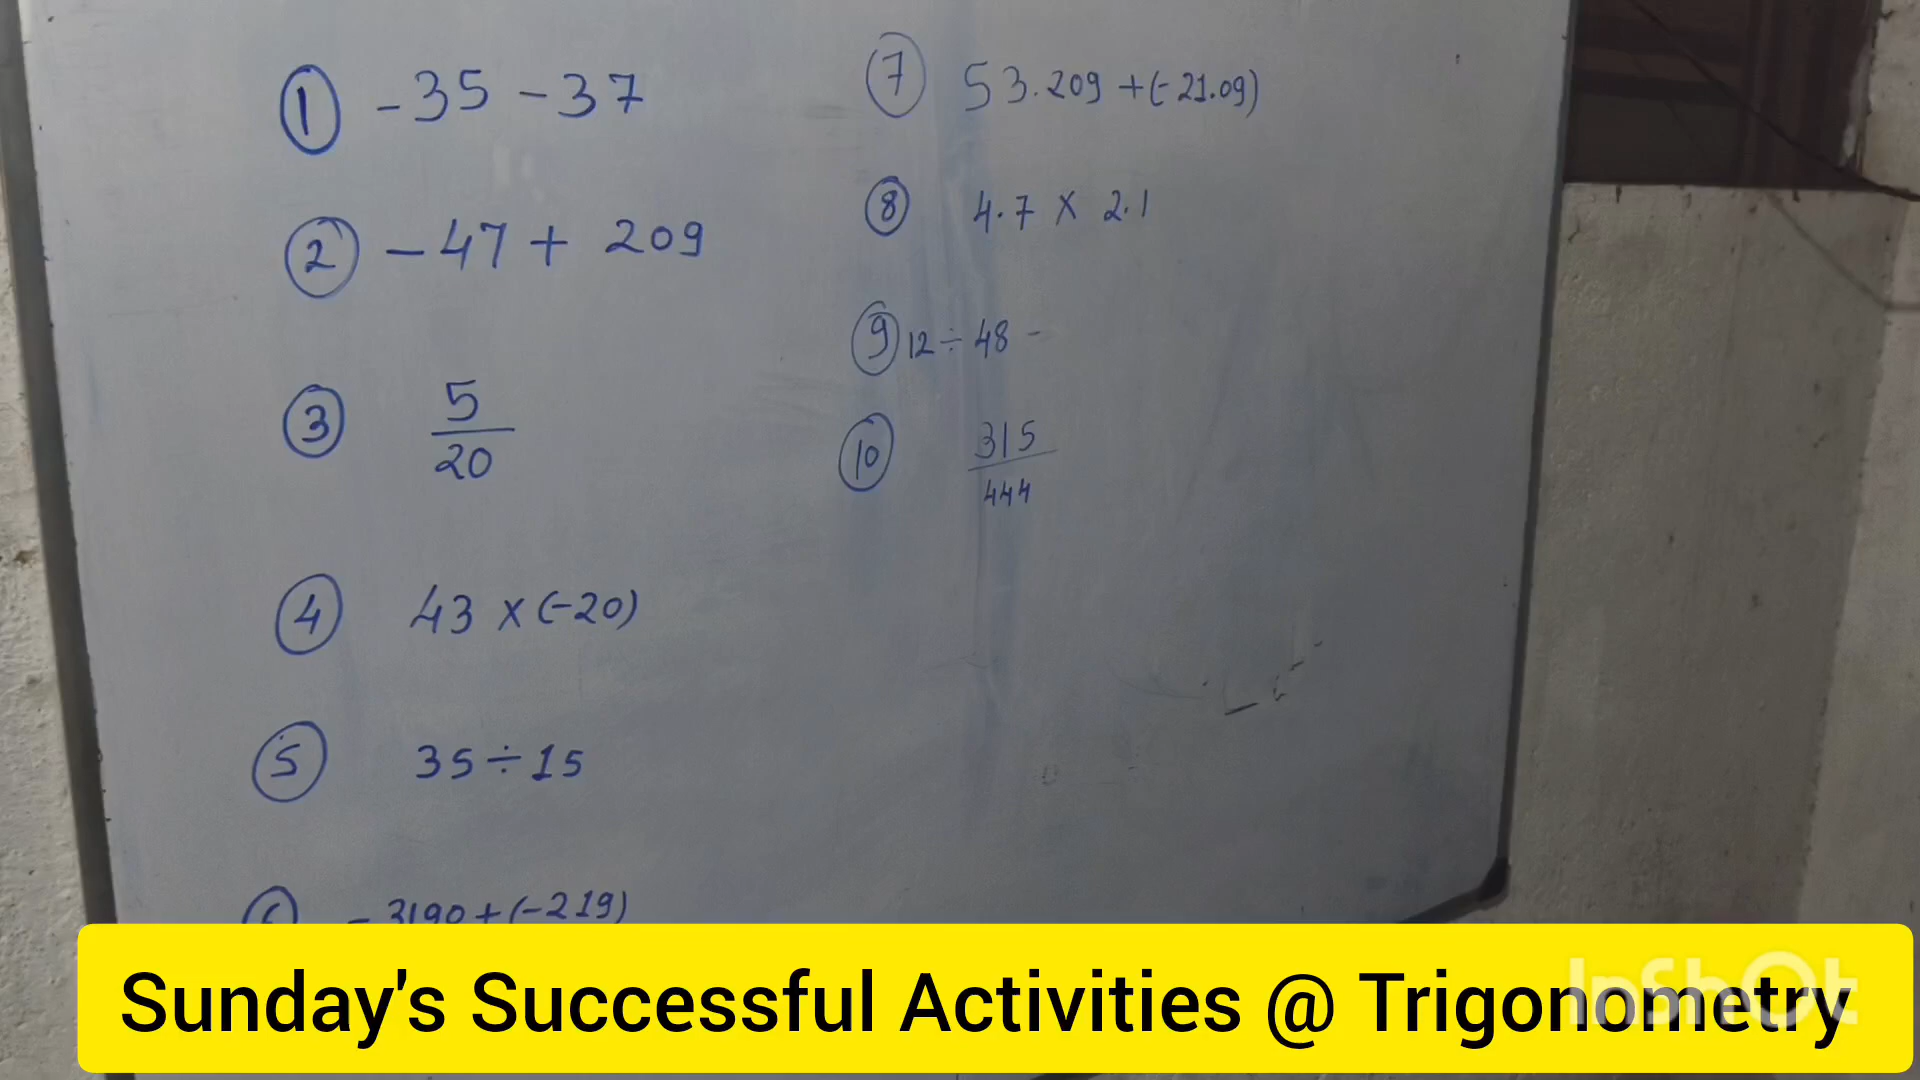 ① -35 -37
② -47 + 209
③ 5/20
④ 43 × (-20)
⑤ 35 ÷ 15
- 3190 + (-219)
⑦ 53.209 + (-21.09)
⑧ 4.7 × 2.1
⑨ 12 ÷ 48 -
⑩ 315/444
Sunday's Successful Activities @ Trigonometry
InShOt